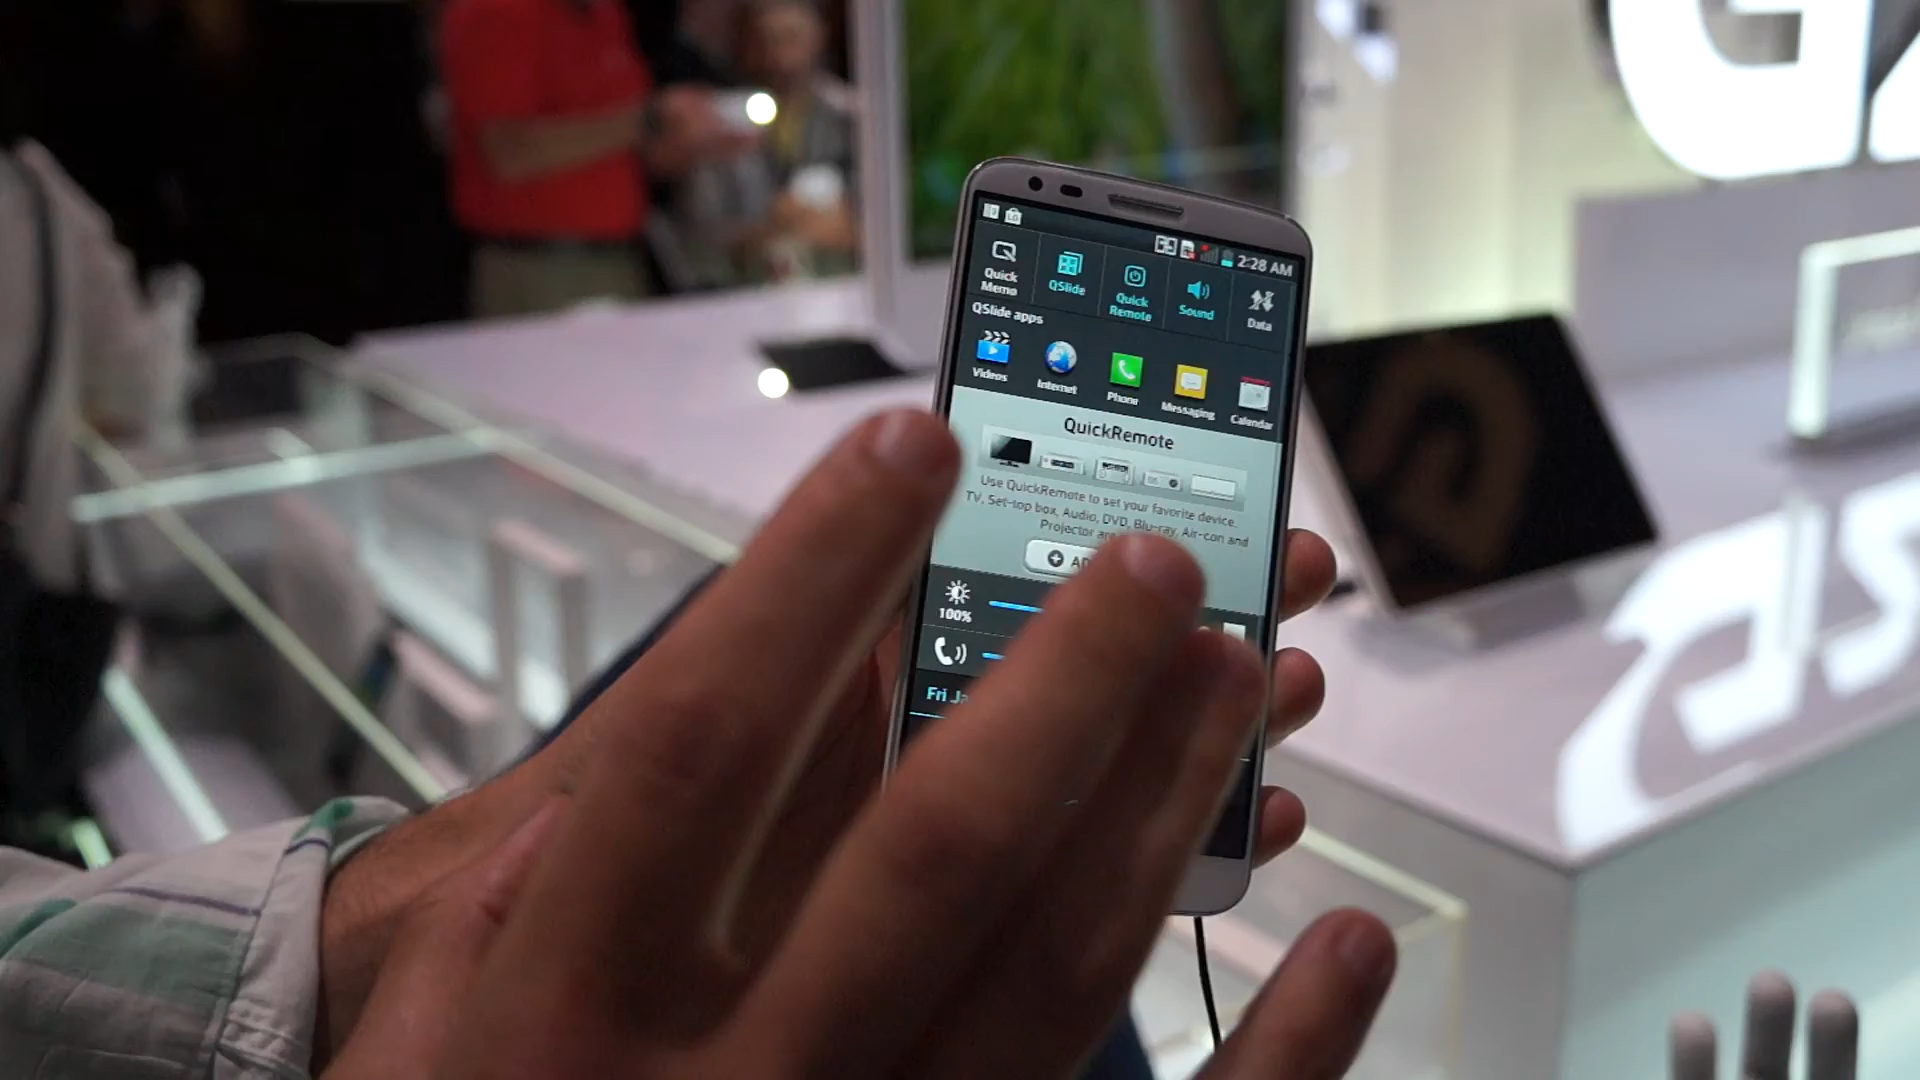 G2
2:28 AM
Quick Memo
QSlide
Quick Remote
Sound
Data
QSlide apps
Videos
Internet
Phone
Messaging
Calendar
QuickRemote
Use QuickRemote to set your favorite device.
TV, Set-top box, Audio, DVD, Blu-ray, Air-con and
Projector
100%
Fri